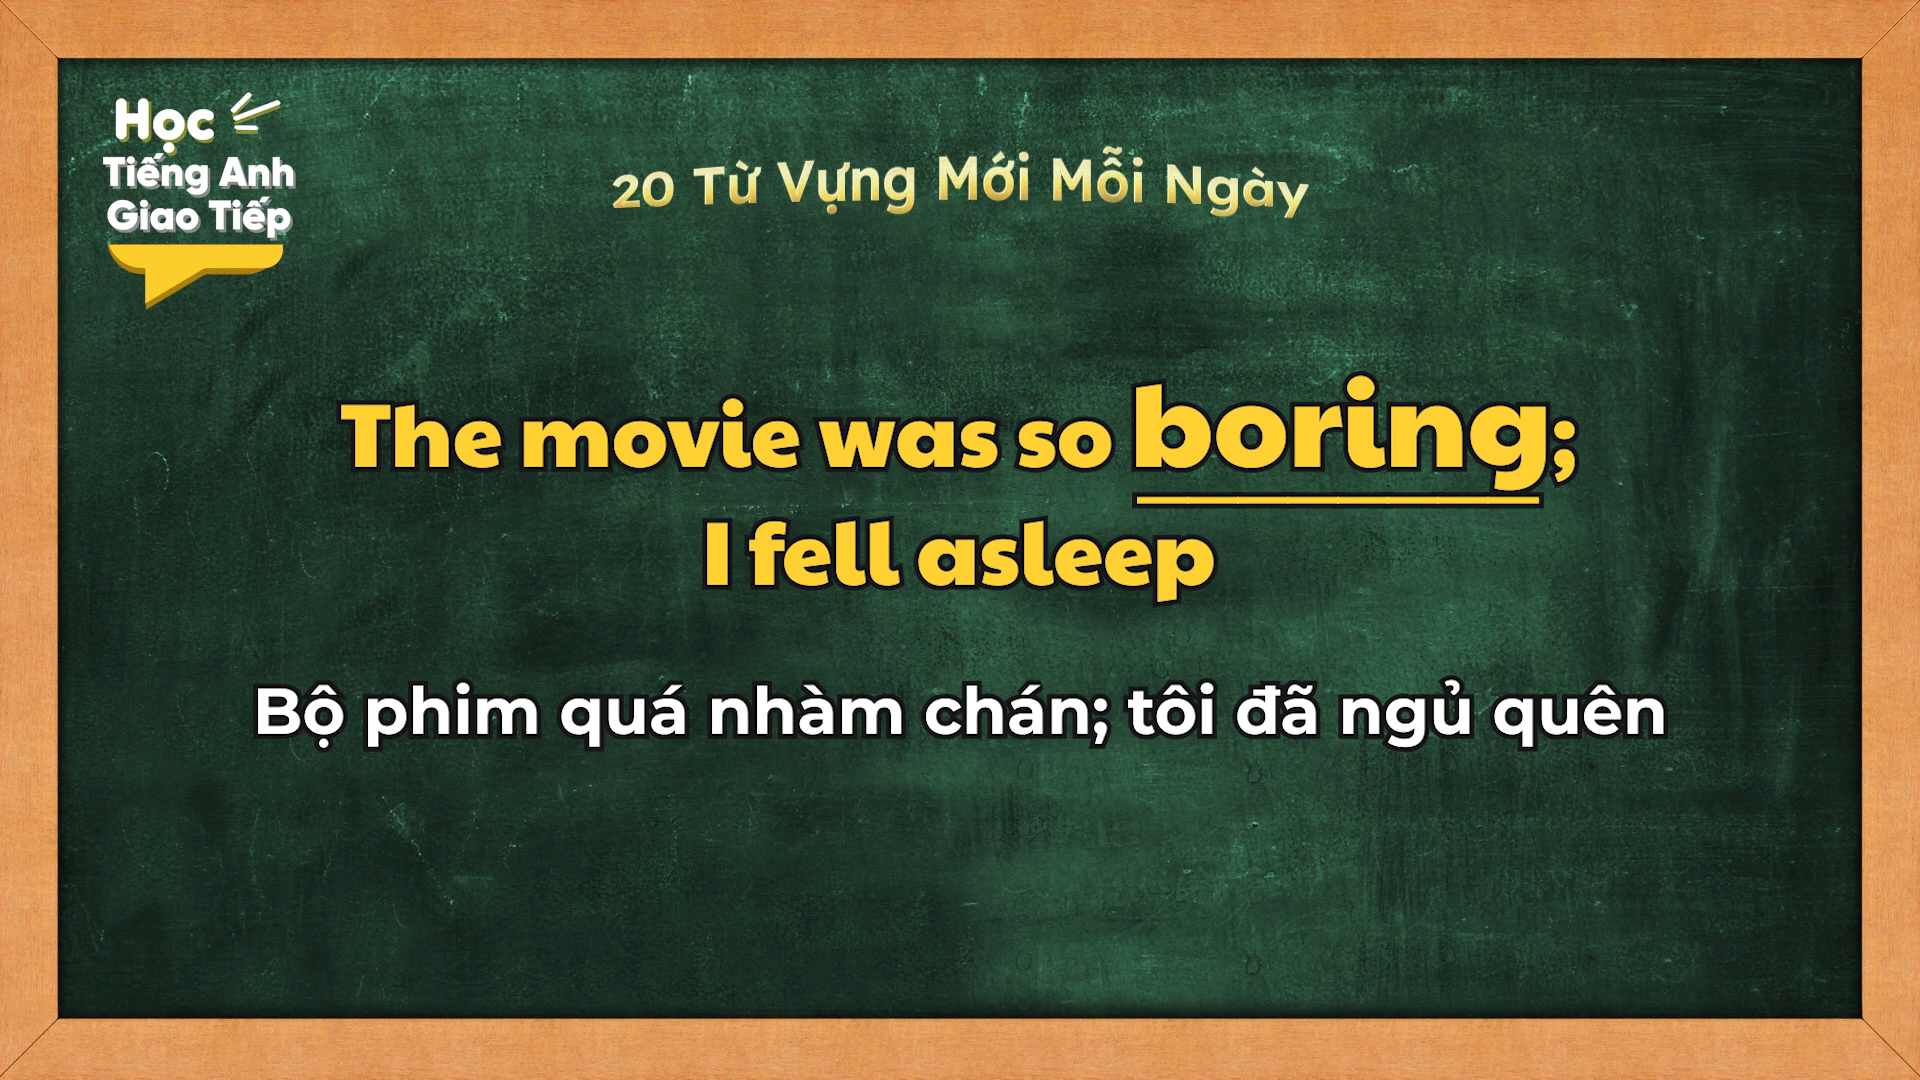 Học
Tiếng Anh
Giao Tiếp
20 Từ Vựng Mới Mỗi Ngày
The movie was so boring;
I fell asleep
Bộ phim quá nhàm chán; tôi đã ngủ quên